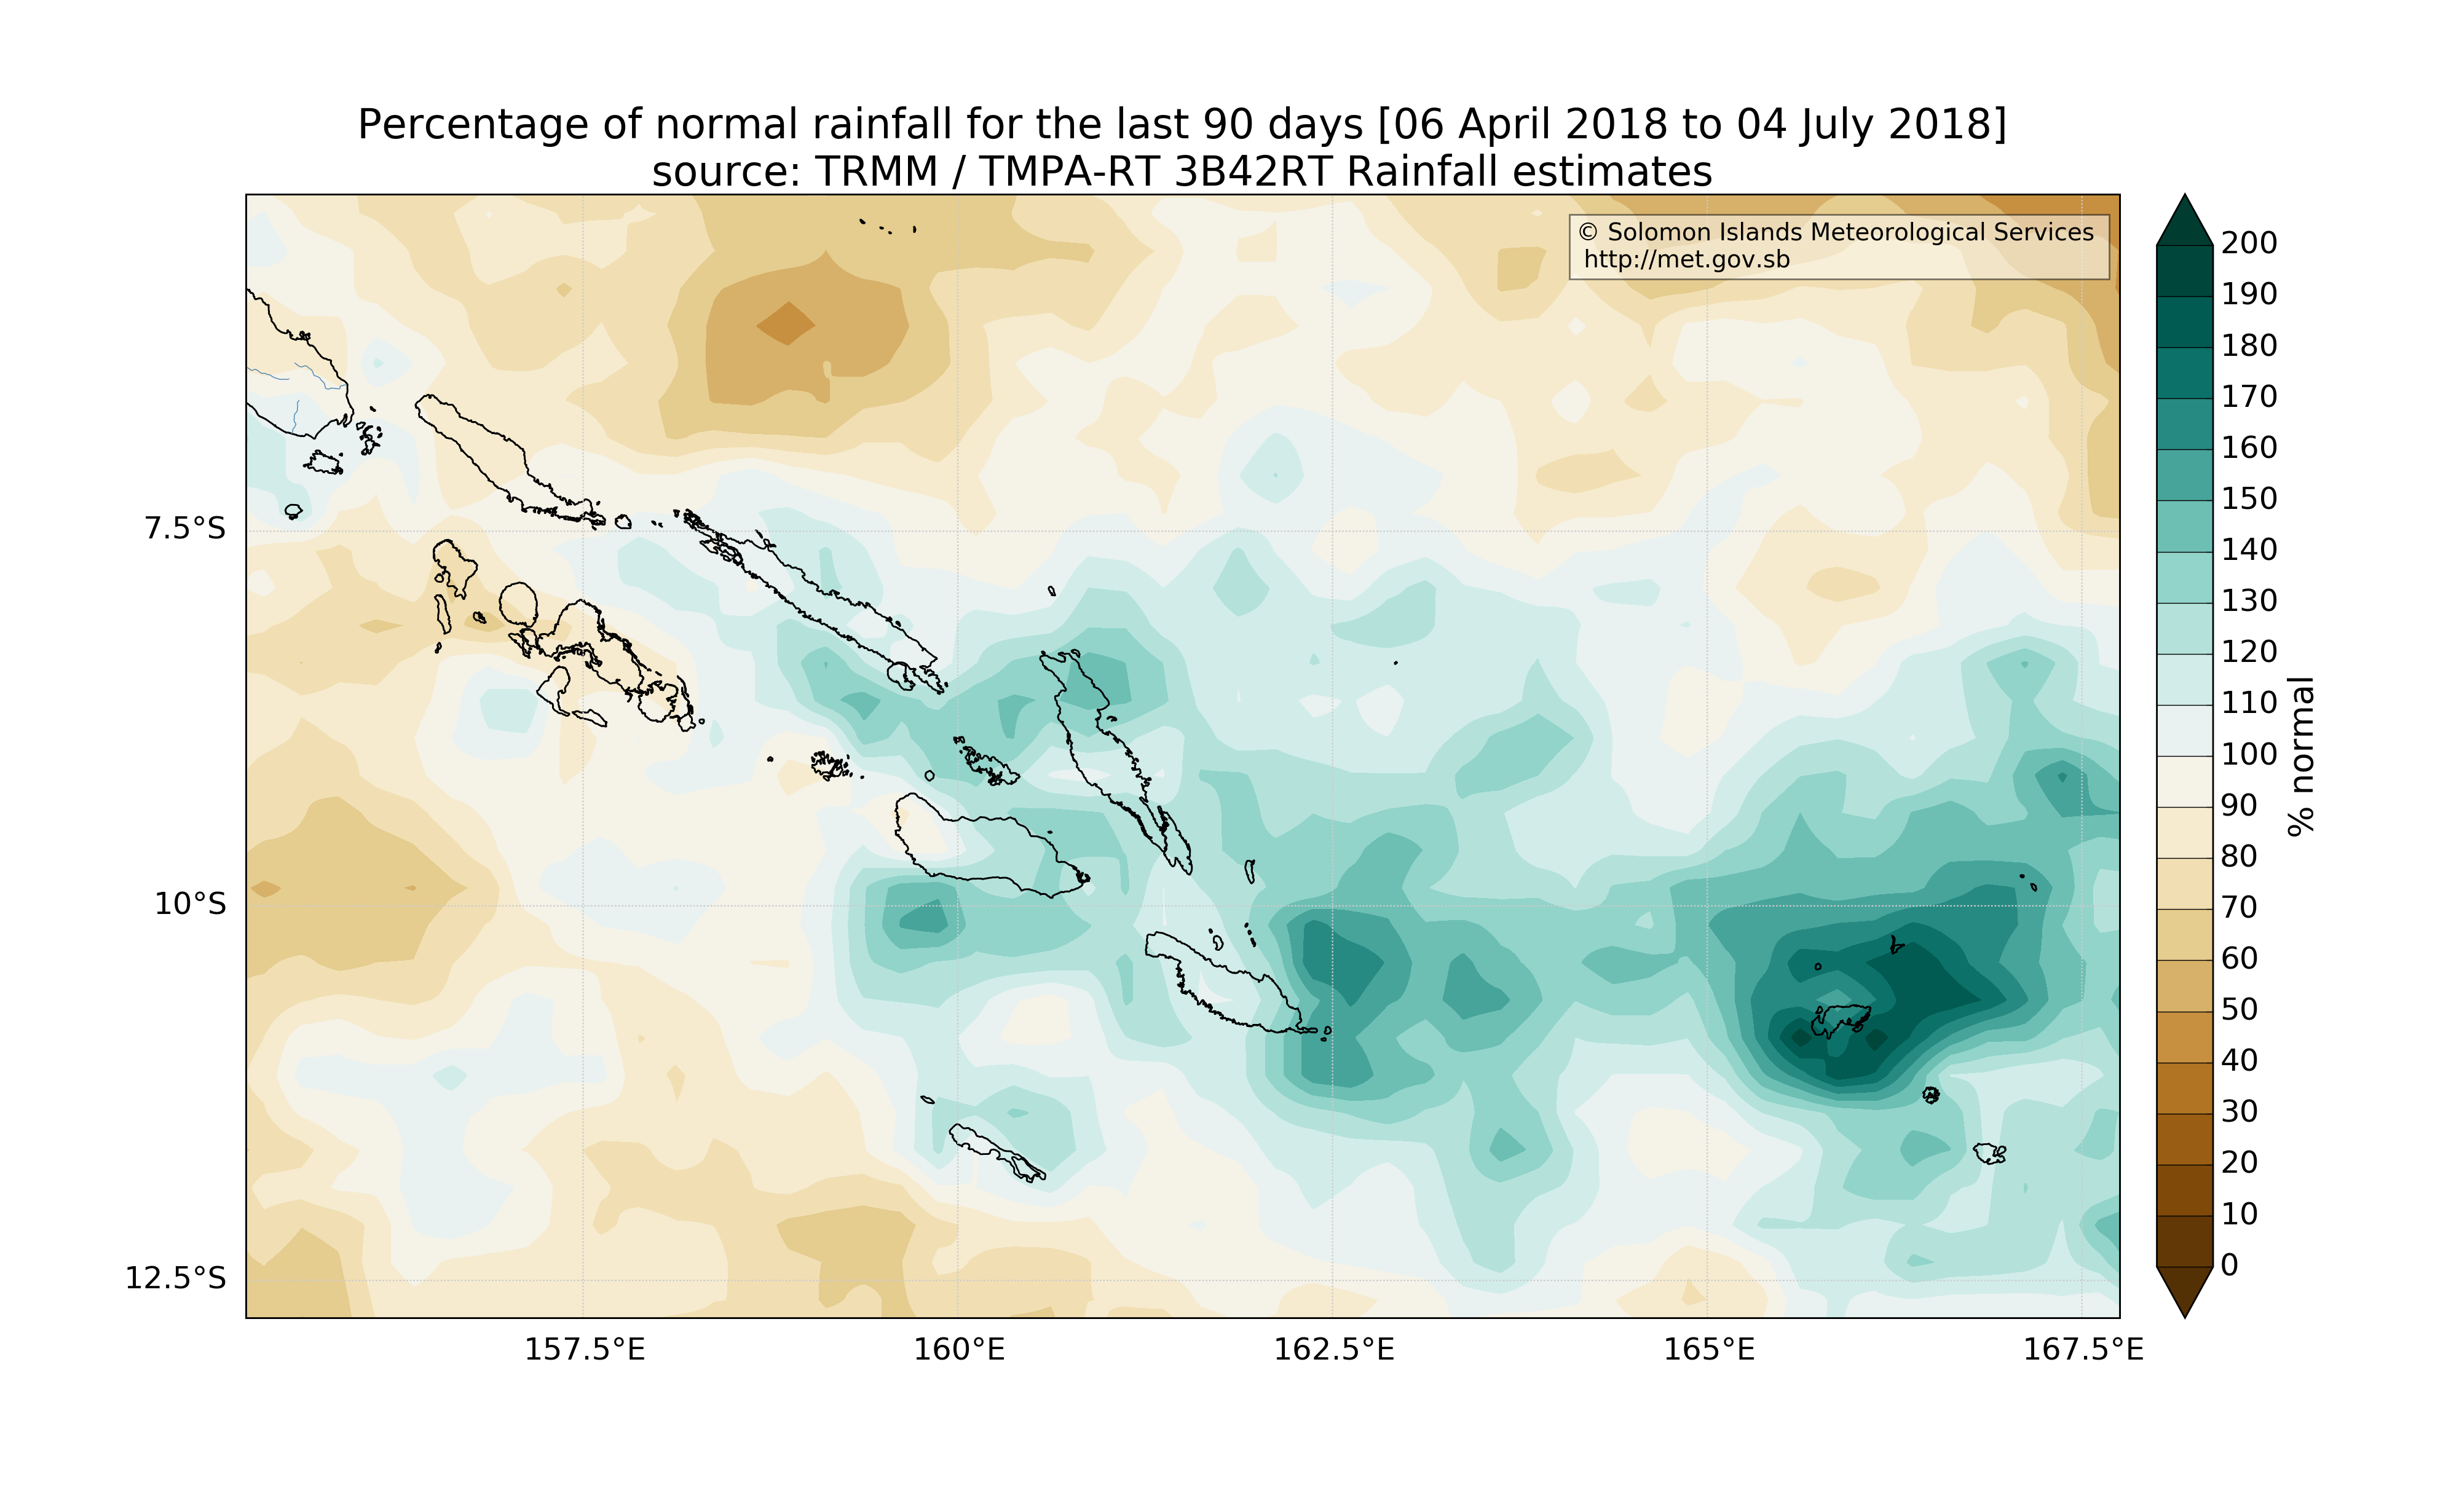 Percentage of normal rainfall for the last 90 days [06 April 2018 to 04 July 2018]
source: TRMM / TMPA-RT 3B42RT Rainfall estimates
© Solomon Islands Meteorological Services
http://met.gov.sb
7.5°S
10°S
12.5°S
157.5°E
160°E
162.5°E
165°E
167.5°E
200
190
180
170
160
150
140
130
120
110
100
90
80
70
60
50
40
30
20
10
0
% normal